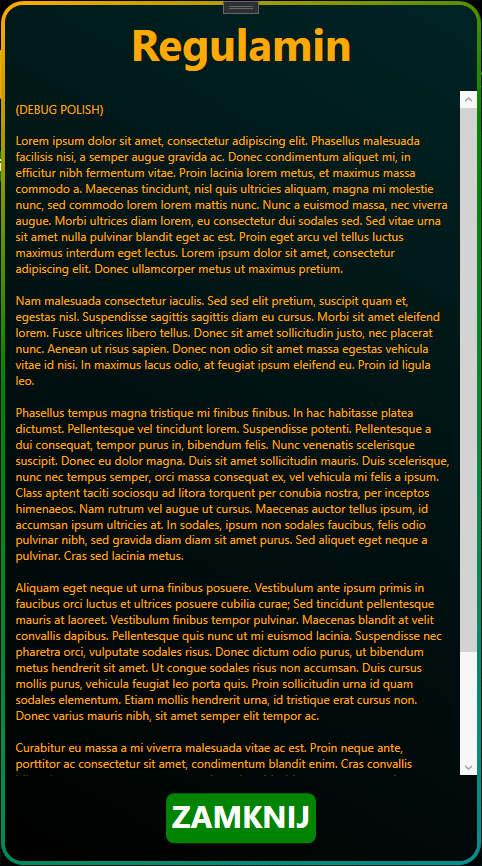 Regulamin
(DEBUG POLISH)
Lorem ipsum dolor sit amet, consectetur adipiscing elit. Phasellus malesuada
facilisis nisi, a semper augue gravida ac. Donec condimentum aliquet mi, in
efficitur nibh fermentum vitae. Proin lacinia lorem metus, et maximus massa
commodo a. Maecenas tincidunt, nisl quis ultricies aliquam, magna mi molestie
nunc, sed commodo lorem lorem mattis nunc. Nunc a euismod massa, nec viverra
augue. Morbi ultrices diam lorem, eu consectetur dui sodales sed. Sed vitae urna
sit amet nulla pulvinar blandit eget ac est. Proin eget arcu vel tellus luctus
maximus interdum eget lectus. Lorem ipsum dolor sit amet, consectetur
adipiscing elit. Donec ullamcorper metus ut maximus pretium.
Nam malesuada consectetur iaculis. Sed sed elit pretium, suscipit quam et,
egestas nisl. Suspendisse sagittis sagittis diam eu cursus. Morbi sit amet eleifend
lorem. Fusce ultrices libero tellus. Donec sit amet sollicitudin justo, nec placerat
nunc. Aenean ut risus sapien. Donec non odio sit amet massa egestas vehicula
vitae id nisi. In maximus lacus odio, at feugiat ipsum eleifend eu. Proin id ligula
leo.
Phasellus tempus magna tristique mi finibus finibus. In hac habitasse platea
dictumst. Pellentesque vel tincidunt lorem. Suspendisse potenti. Pellentesque a
dui consequat, tempor purus in, bibendum felis. Nunc venenatis scelerisque
suscipit. Donec eu dolor magna. Duis sit amet sollicitudin mauris. Duis scelerisque,
nunc nec tempus semper, orci massa consequat ex, vel vehicula mi felis a ipsum.
Class aptent taciti sociosqu ad litora torquent per conubia nostra, per inceptos
himenaeos. Nam rutrum vel augue ut cursus. Maecenas auctor tellus ipsum, id
accumsan ipsum ultricies at. In sodales, ipsum non sodales faucibus, felis odio
pulvinar nibh, sed gravida diam diam sit amet purus. Sed aliquet eget neque a
pulvinar. Cras sed lacinia metus.
Aliquam eget neque ut urna finibus posuere. Vestibulum ante ipsum primis in
faucibus orci luctus et ultrices posuere cubilia curae; Sed tincidunt pellentesque
mauris at laoreet. Vestibulum finibus tempor pulvinar. Maecenas blandit at velit
convallis dapibus. Pellentesque quis nunc ut mi euismod lacinia. Suspendisse nec
pharetra orci, vulputate sodales risus. Donec dictum odio purus, ut bibendum
metus hendrerit sit amet. Ut congue sodales risus non accumsan. Duis cursus
mollis purus, vehicula feugiat leo porta quis. Proin sollicitudin urna id quam
sodales elementum. Etiam mollis hendrerit urna, id tristique erat cursus non.
Donec varius mauris nibh, sit amet semper elit tempor ac.
Curabitur eu massa a mi viverra malesuada vitae ac est. Proin neque ante,
porttitor ac consectetur sit amet, condimentum blandit enim. Cras convallis
ZAMKNIJ